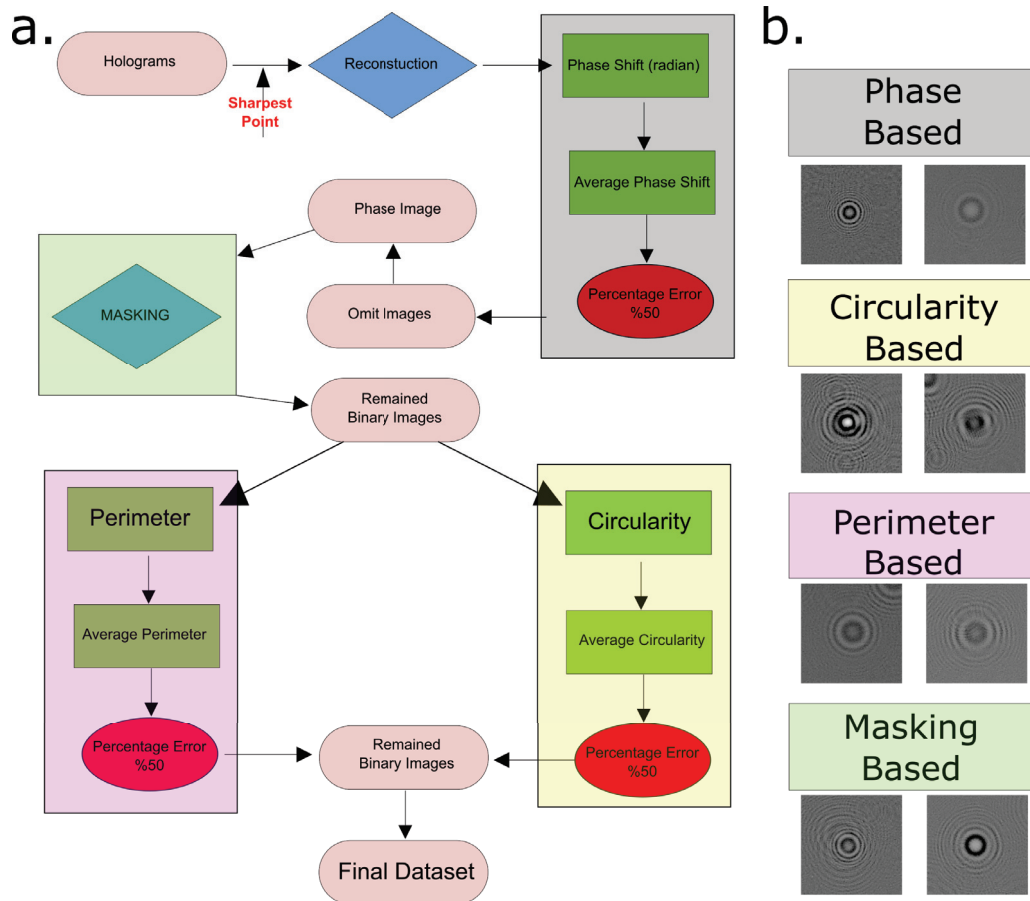 a.
Holograms
Sharpest
Point
Reconstuction
Phase Shift (radian)
Average Phase Shift
Percentage Error
%50
Omit Images
Phase Image
MASKING
Remained
Binary Images
Perimeter
Average Perimeter
Percentage Error
%50
Circularity
Average Circularity
Percentage Error
%50
Remained
Binary Images
Final Dataset
b.
Phase
Based
Circularity
Based
Perimeter
Based
Masking
Based